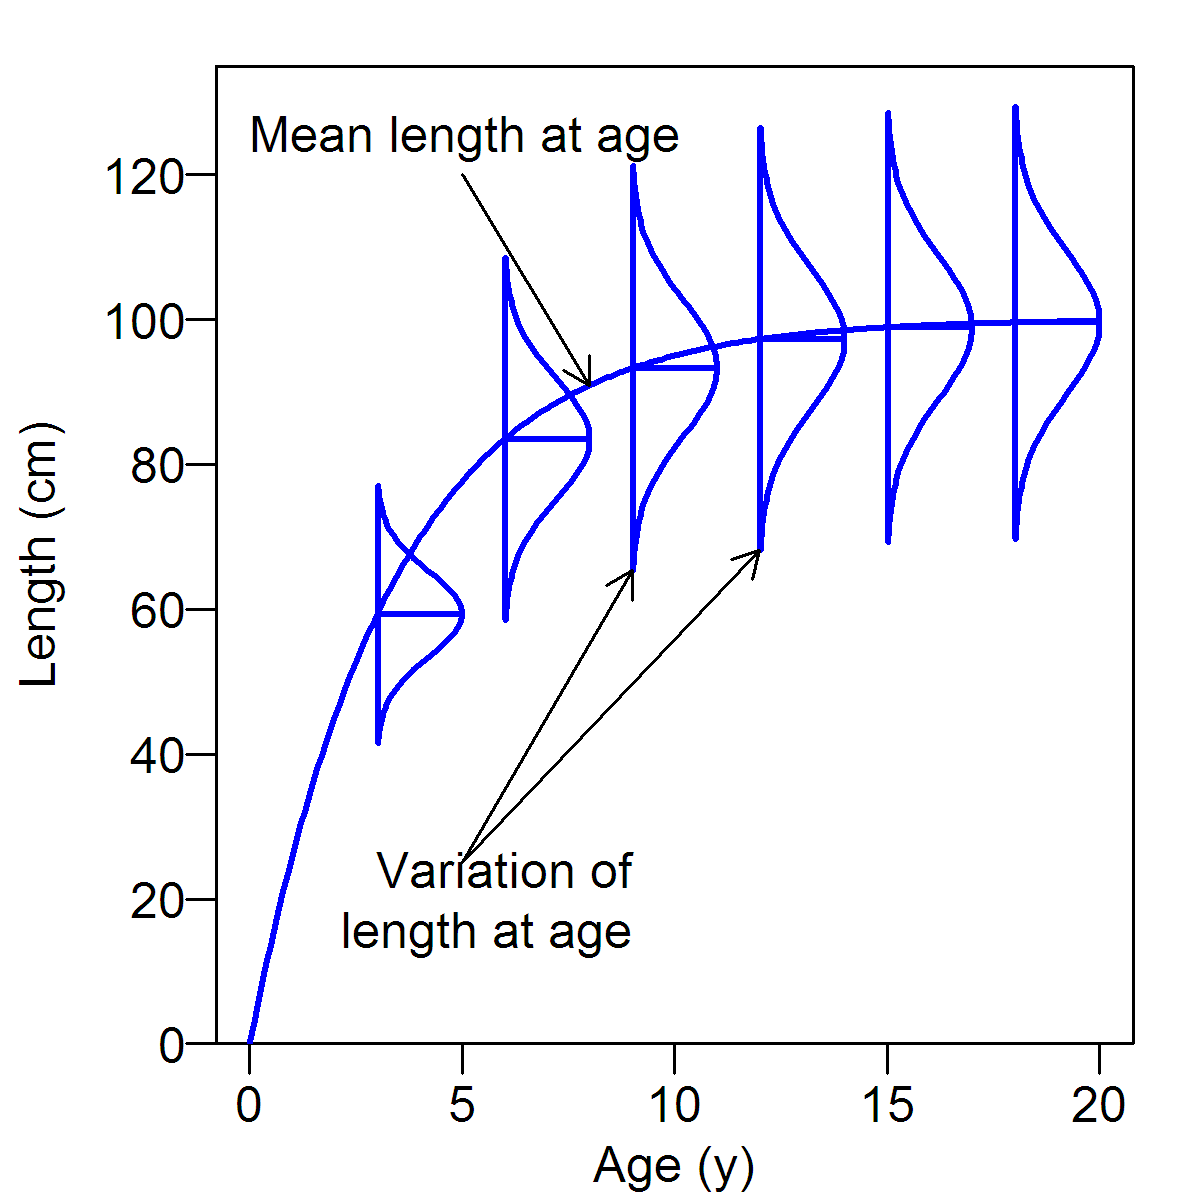 Mean length at age
120
100
80
60
40
20
0
Length (cm)
Variation of
length at age
0 5 10 15 20
Age (y)